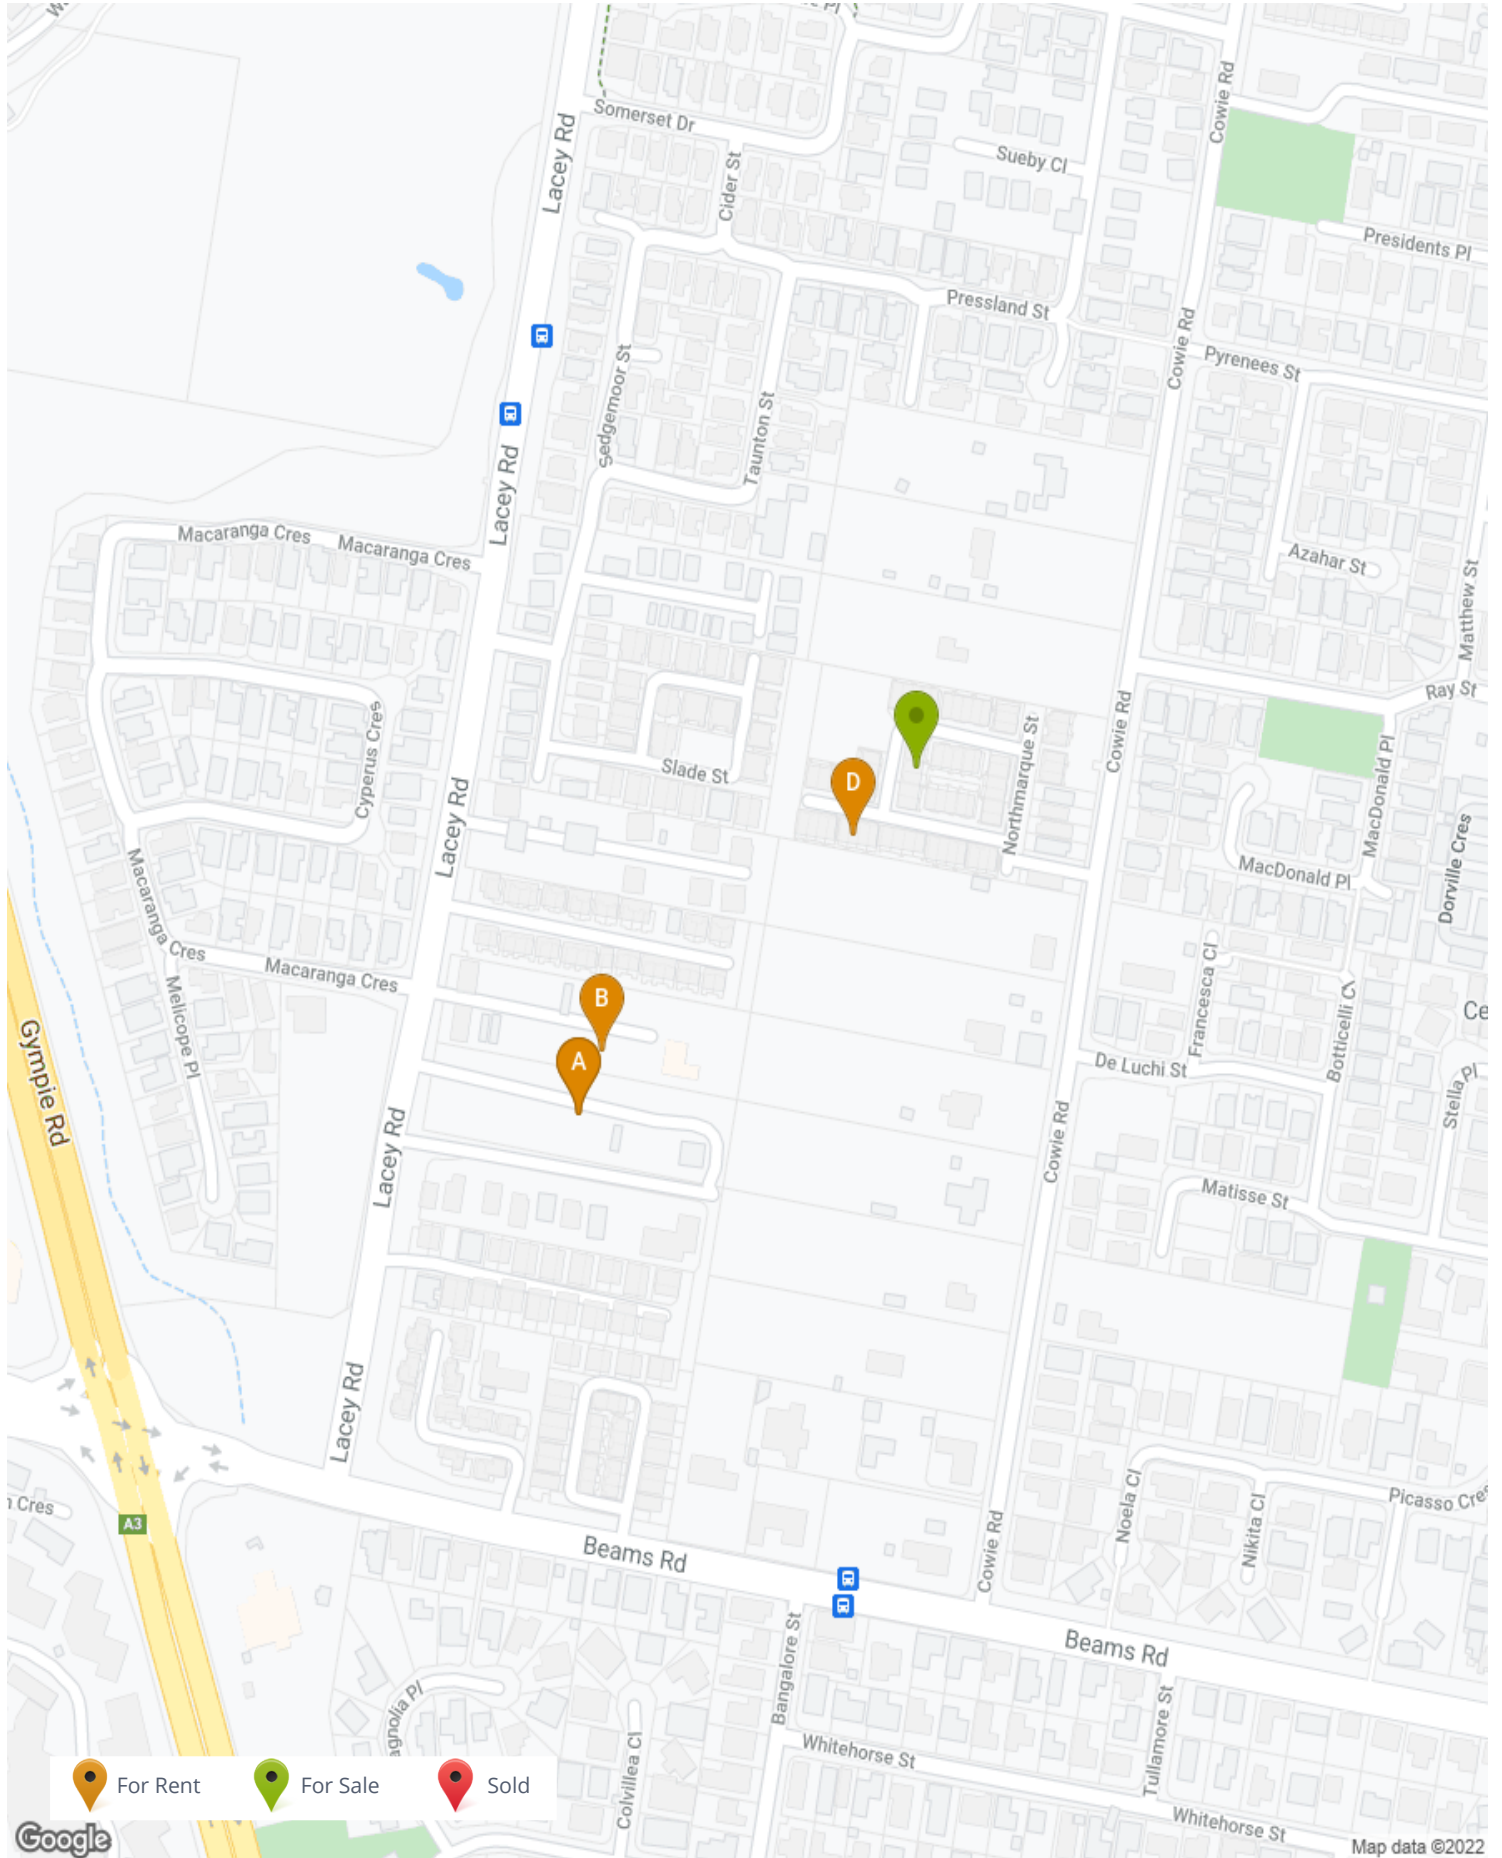 Somerset Dr
Lacey Rd
Cider St
Sueby Cl
Cowie Rd
Presidents Pl
Pressland St
Cowie Rd
Pyrenees St
Sedgemoor St
Taunton St
Lacey Rd
Macaranga Cres
Macaranga Cres
Azahar St
Matthew St
Ray St
Cyperus Cres
Slade St
Northmarque St
Cowie Rd
MacDonald Pl
D
Lacey Rd
MacDonald Pl
Dorville Cres
Macaranga Cres
Macaranga Cres
Melicope Pl
B
A
Francesca Cl
Botticelli Cl
Ce
De Luchi St
Stella Pl
Gympie Rd
Lacey Rd
Cowie Rd
Matisse St
Lacey Rd
Noela Cl
Nikita Cl
Picasso Cres
n Cres
A3
Beams Rd
Cowie Rd
Bangalore St
Beams Rd
agnolia Pl
Colvillea Cl
Tullamore St
Whitehorse St
Whitehorse St
For Rent
For Sale
Sold
Google
Map data ©2022